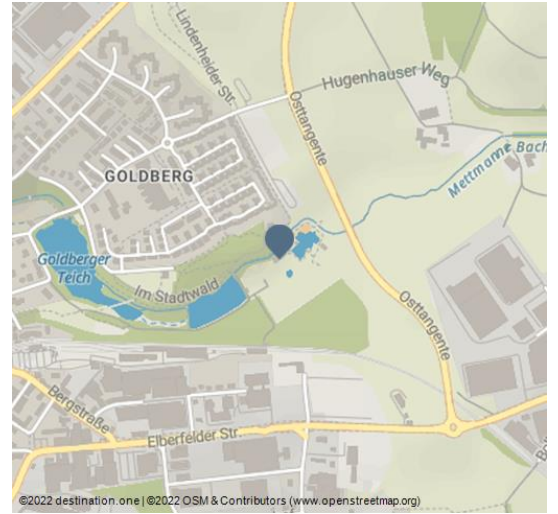 Lindenheider Str.
Hugenhauser Weg
Osttangente
GOLDBERG
Mettmanne Bach
Goldberger
Teich
Im Stadtwald
Osttangente
Bergstraße
Elberfelder Str.
©2022 destination.one | ©2022 OSM & Contributors (www.openstreetmap.org)